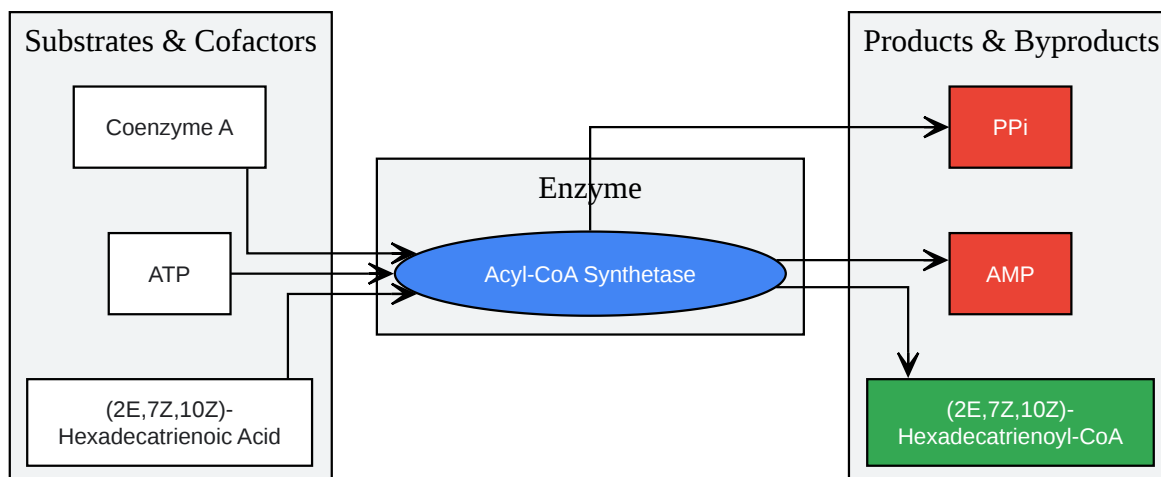 Substrates & Cofactors
Coenzyme A
ATP
(2E,7Z,10Z)-
Hexadecatrienoic Acid
Enzyme
Acyl-CoA Synthetase
Products & Byproducts
PPi
AMP
(2E,7Z,10Z)-
Hexadecatrienoyl-CoA